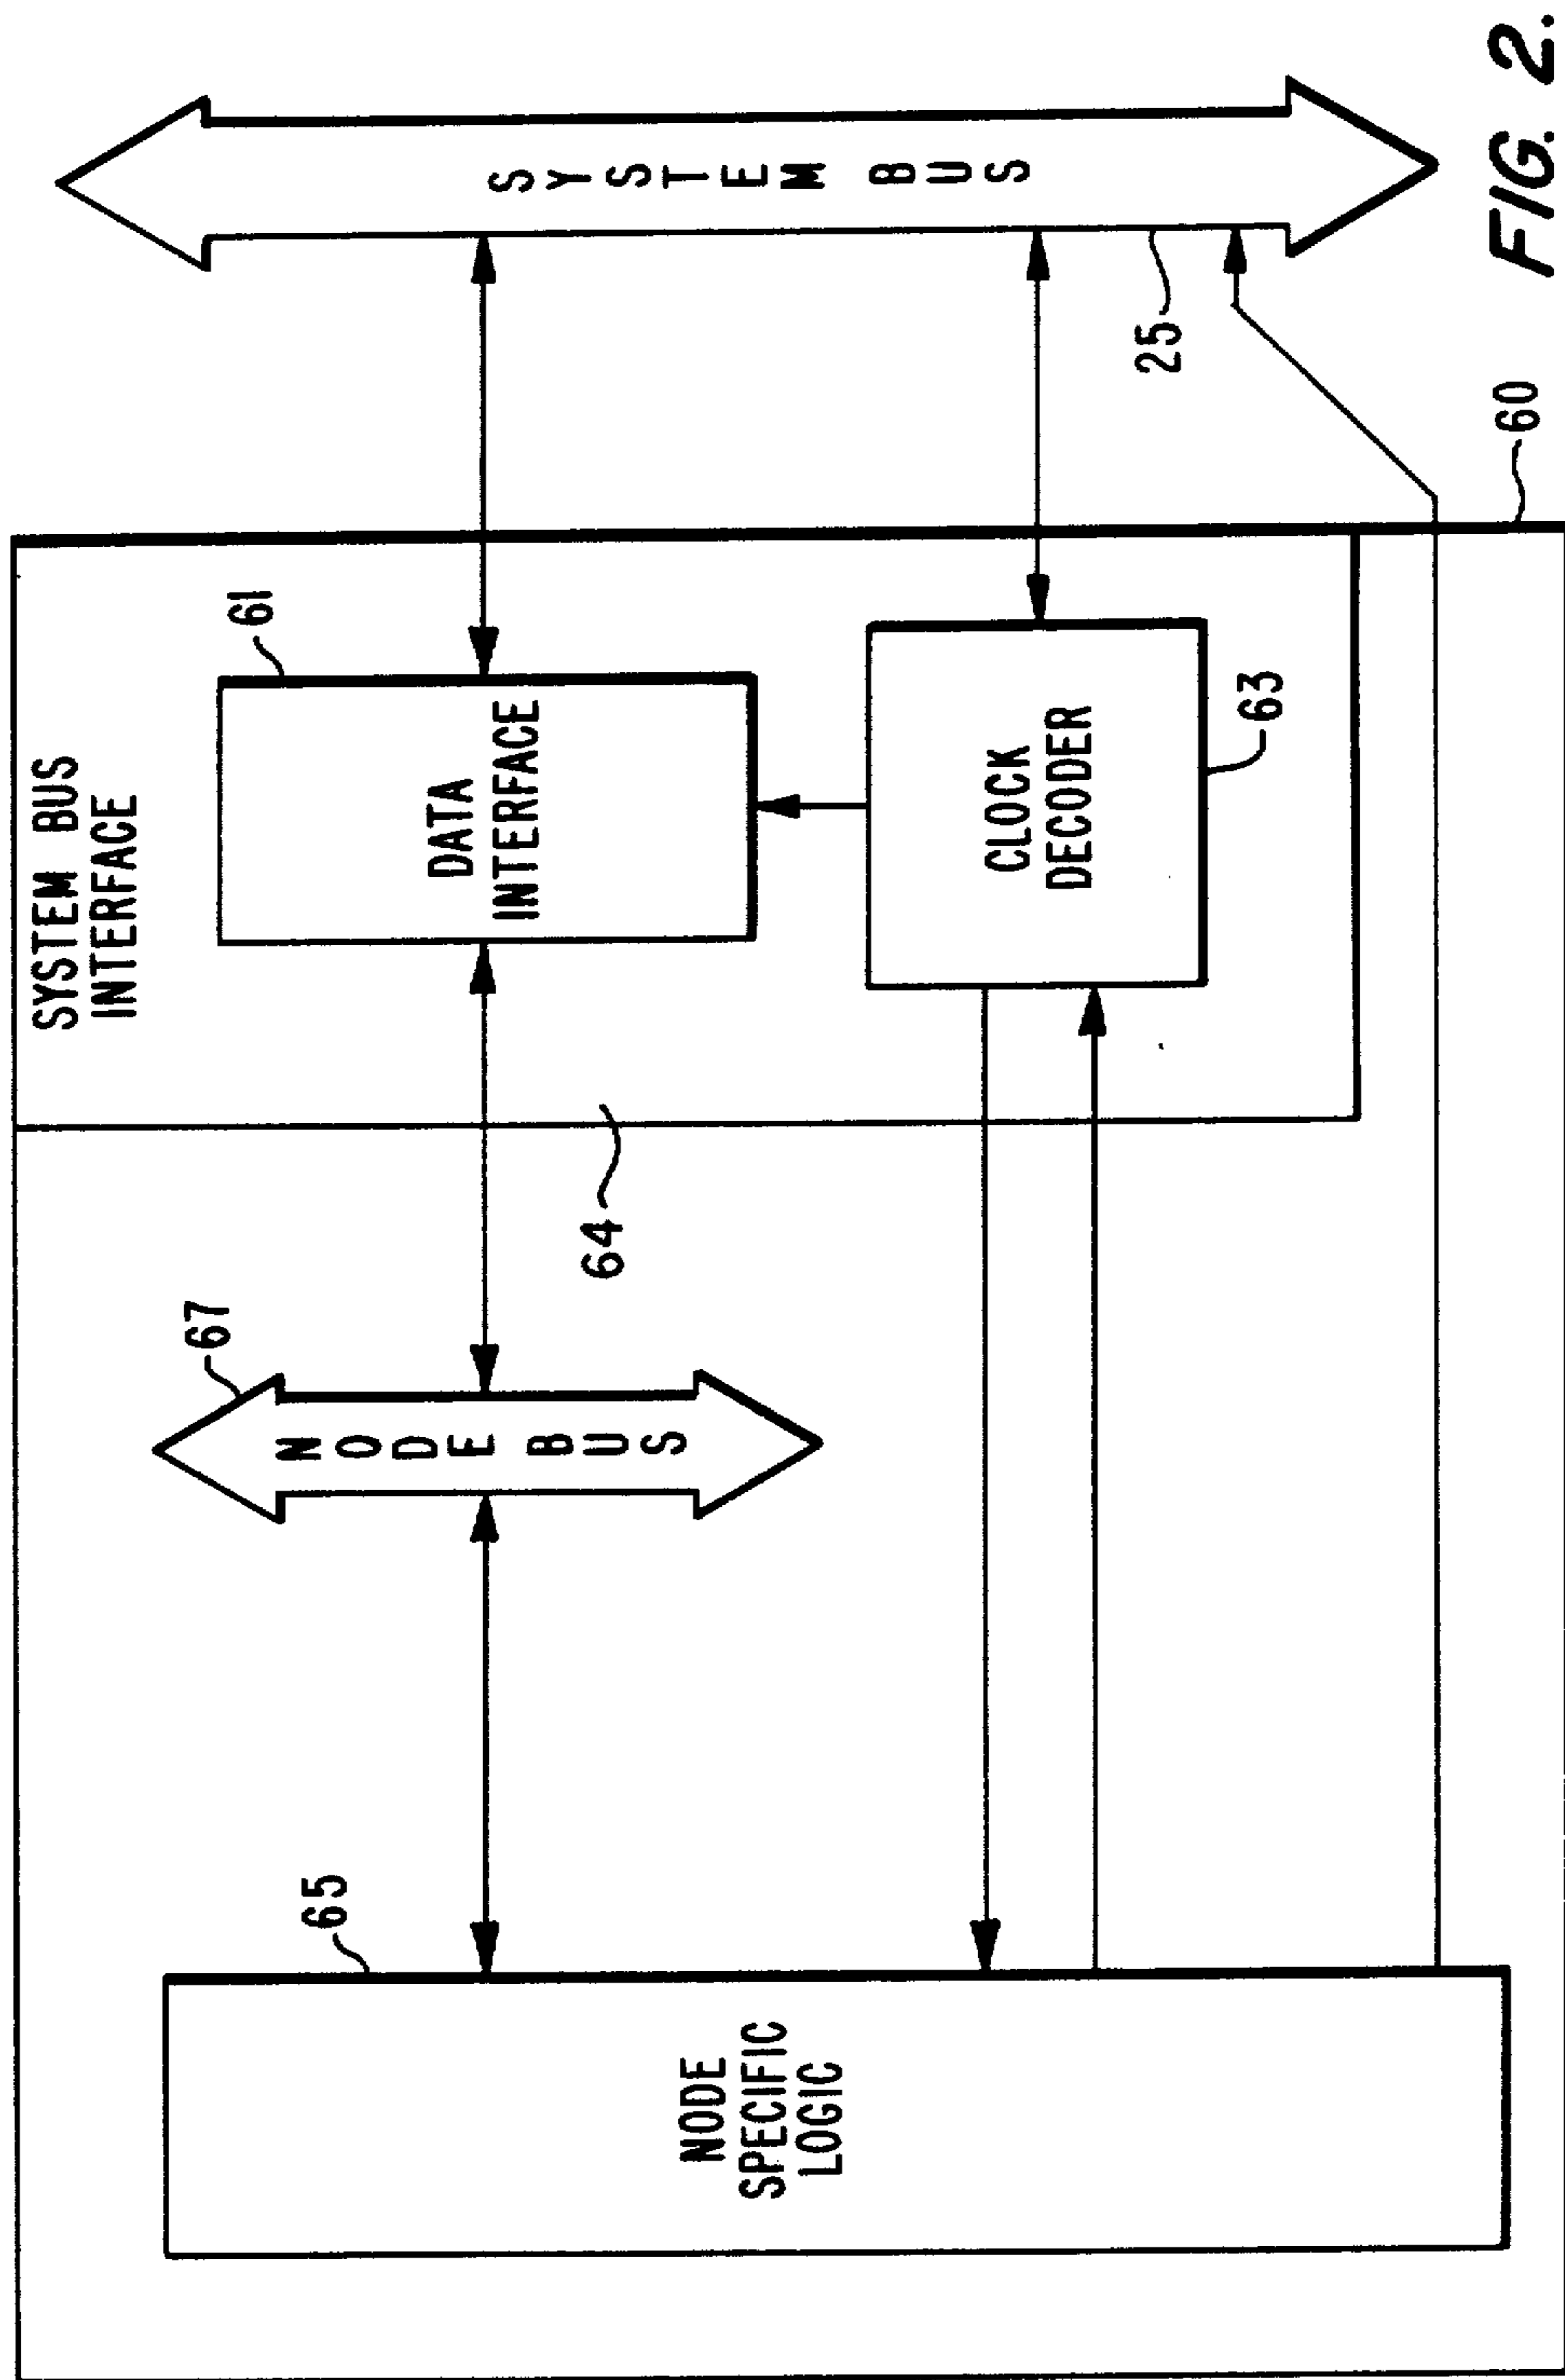 SYSTEM BUS
INTERFACE
61
DATA
INTERFACE
CLOCK
DECODER
63
64
67
NODE BUS
65
NODE
SPECIFIC
LOGIC
SYSTEM BUS
25
60
FIG. 2.